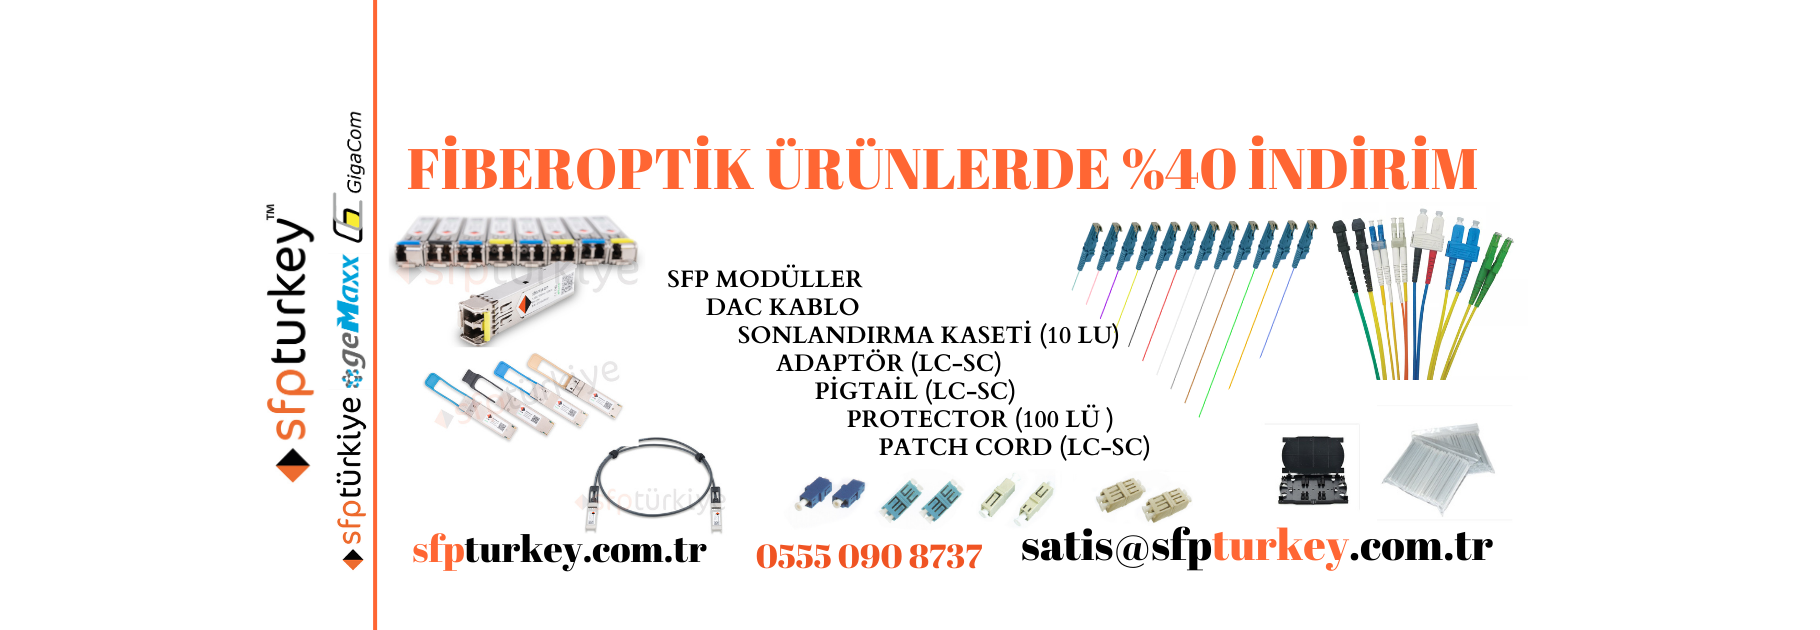 sfpturkey™
sfptürkiye geMaxx GigaCom
FİBEROPTİK ÜRÜNLERDE %40 İNDİRİM
sfptürkiye
SFP MODÜLLER
DAC KABLO
SONLANDIRMA KASETİ (10 LU)
ADAPTÖR (LC-SC)
PİGTAİL (LC-SC)
PROTECTOR (100 LÜ )
PATCH CORD (LC-SC)
sfptürkiye
sfpturkey.com.tr
0555 090 8737
satis@sfpturkey.com.tr